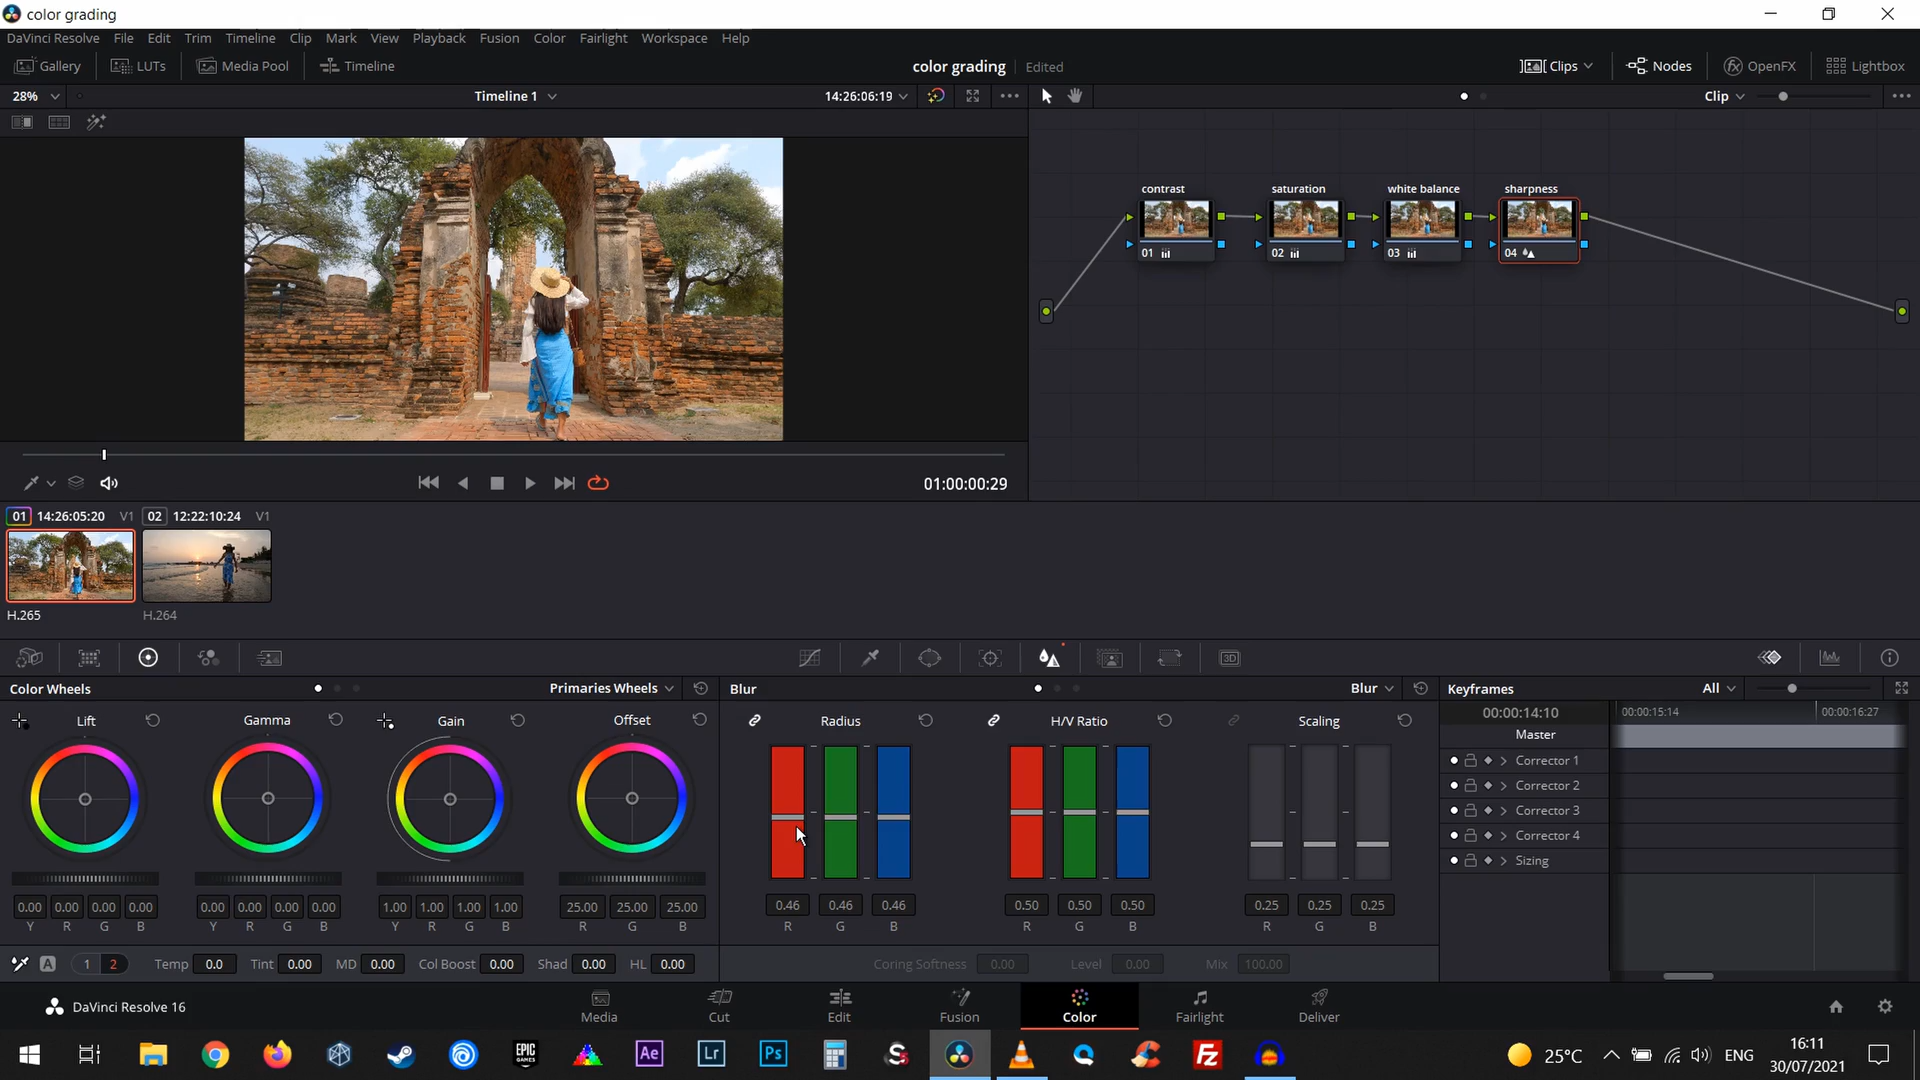 color grading
DaVinci Resolve File Edit Trim Timeline Clip Mark View Playback Fusion Color Fairlight Workspace Help
Gallery LUTs Media Pool Timeline color grading Edited Clips Nodes OpenFX Lightbox
28% Timeline 1 14:26:06:19 Clip
contrast saturation white balance sharpness
01 02 03 04
01:00:00:29
01 14:26:05:20 V1 02 12:22:10:24 V1
H.265 H.264
3D
Color Wheels Primaries Wheels Blur Blur Keyframes All
Lift Gamma Gain Offset Radius H/V Ratio Scaling
00:00:14:10 00:00:15:14 00:00:16:27
Master
Corrector 1
Corrector 2
Corrector 3
Corrector 4
Sizing
0.00 0.00 0.00 0.00 0.00 0.00 0.00 0.00 1.00 1.00 1.00 1.00 25.00 25.00 25.00 0.46 0.46 0.46 0.50 0.50 0.50 0.25 0.25 0.25
Y R G B Y R G B Y R G B R G B R G B R G B R G B
A 1 2 Temp 0.0 Tint 0.00 MD 0.00 Col Boost 0.00 Shad 0.00 HL 0.00 Coring Softness 0.00 Level 0.00 Mix 100.00
DaVinci Resolve 16 Media Cut Edit Fusion Color Fairlight Deliver
EPIC GAMES Ae Lr Ps S Fz 25°C ENG 16:11
30/07/2021